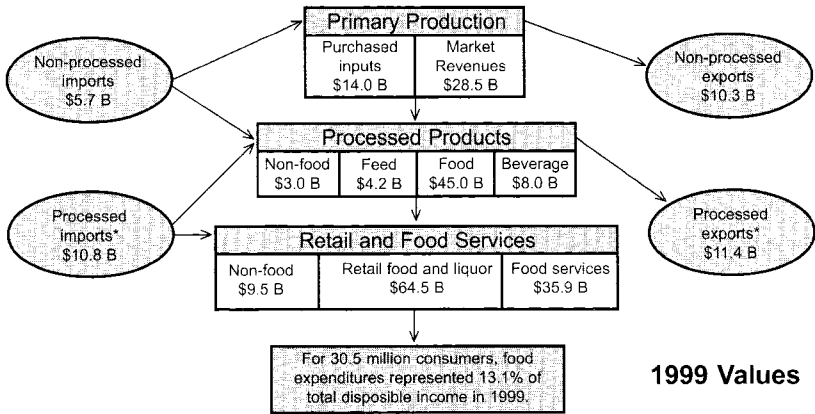 Primary Production
Purchased inputs
$14.0 B
Market Revenues
$28.5 B
Non-processed
imports
$5.7 B
Non-processed
exports
$10.3 B
Processed Products
Non-food
$3.0 B
Feed
$4.2 B
Food
$45.0 B
Beverage
$8.0 B
Processed
imports*
$10.8 B
Processed
exports*
$11.4 B
Retail and Food Services
Non-food
$9.5 B
Retail food and liquor
$64.5 B
Food services
$35.9 B
For 30.5 million consumers, food
expenditures represented 13.1% of
total disposable income in 1999.
1999 Values